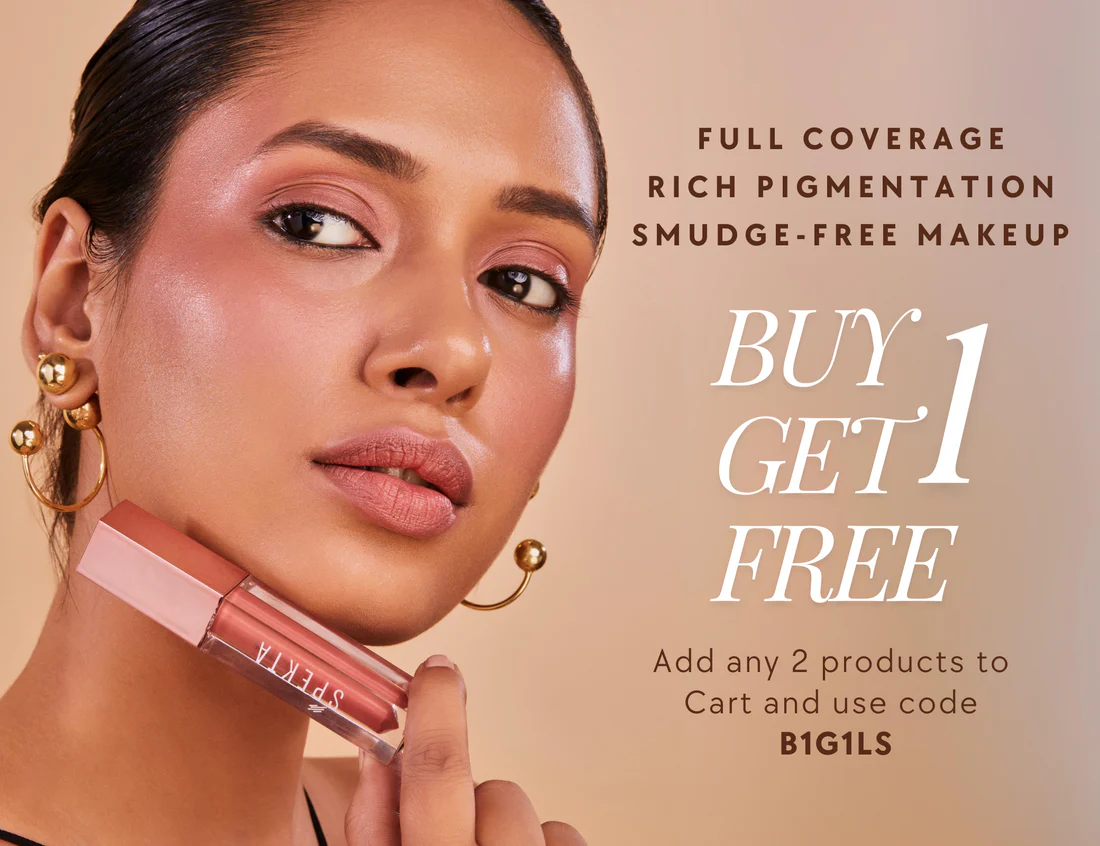 FULL COVERAGE
RICH PIGMENTATION
SMUDGE-FREE MAKEUP
BUY 1
GET
FREE
Add any 2 products to
Cart and use code
B1G1LS
SPEKTA